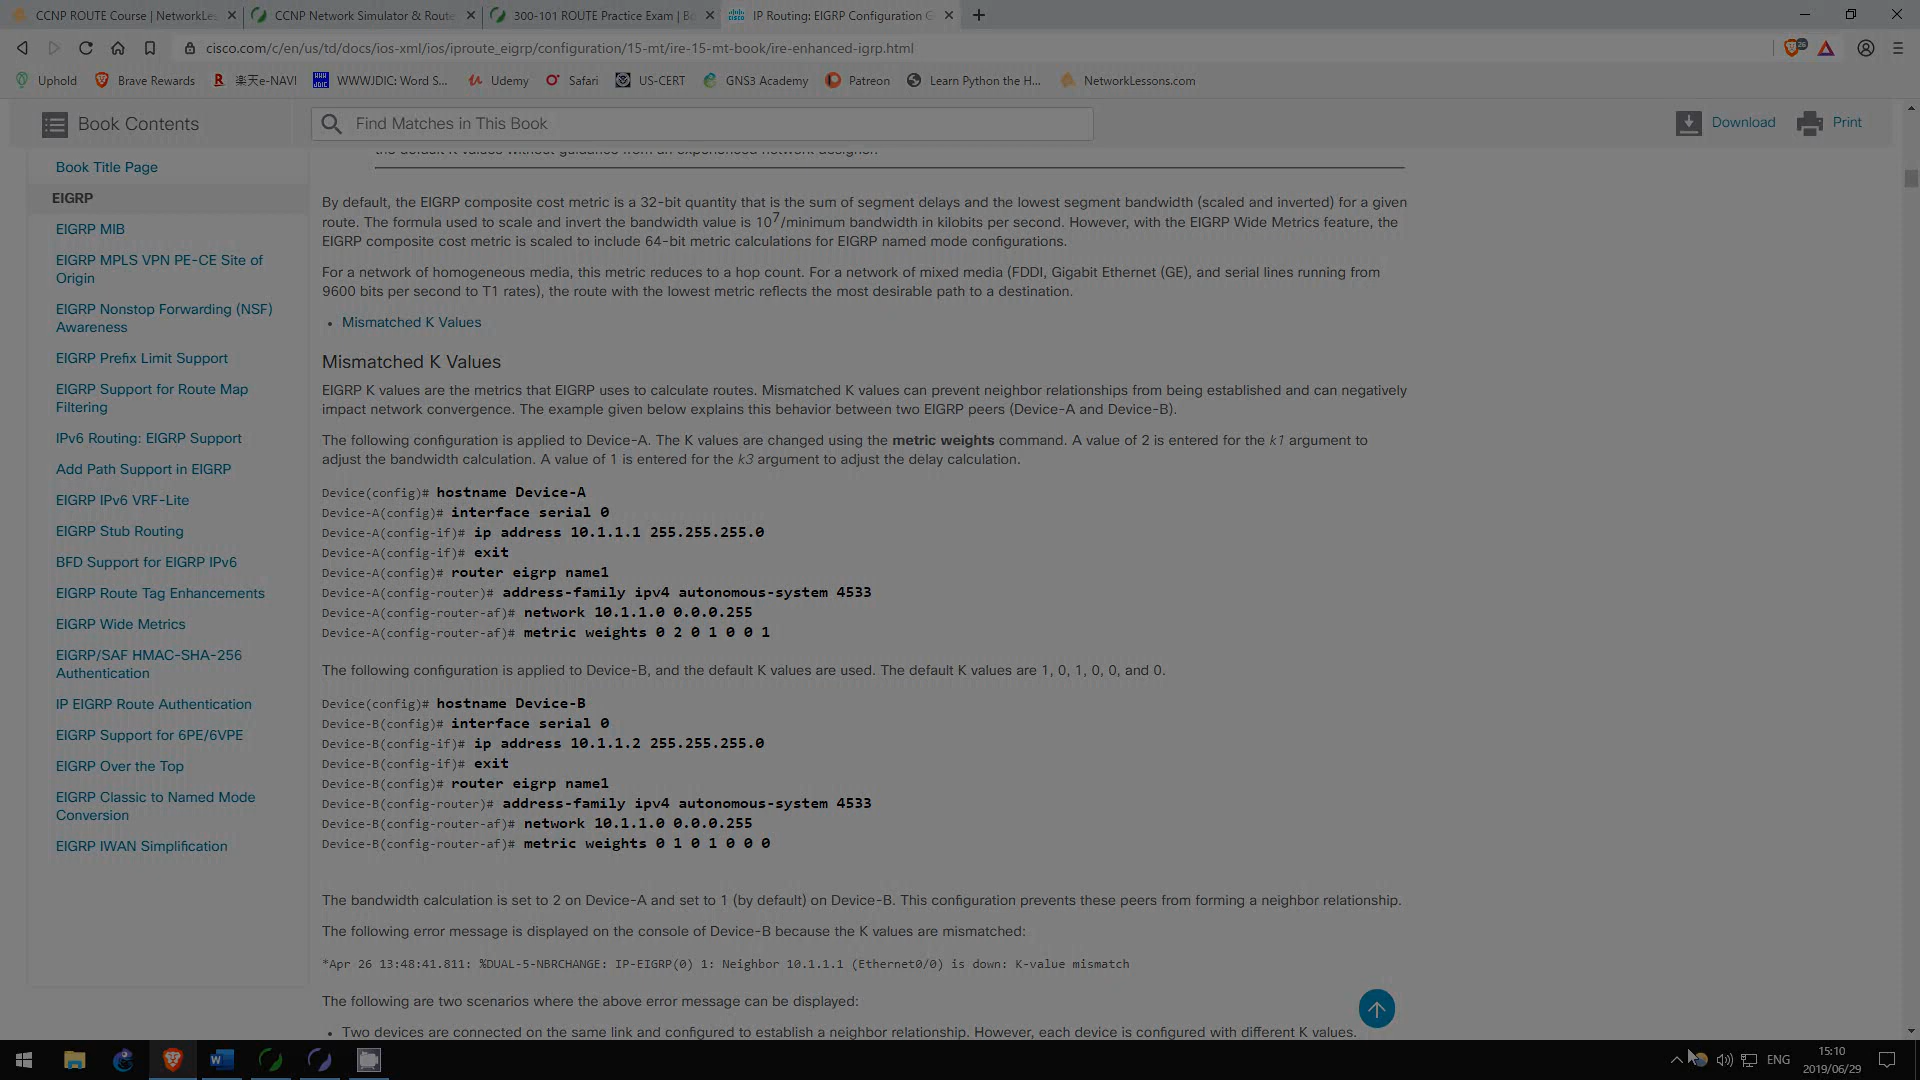 CCNP ROUTE Course | NetworkLes
CCNP Network Simulator & Route
300-101 ROUTE Practice Exam | Bo
IP Routing: EIGRP Configuration G
cisco.com/c/en/us/td/docs/ios-xml/ios/iproute_eigrp/configuration/15-mt/ire-15-mt-book/ire-enhanced-igrp.html
26
Uphold
Brave Rewards
楽天e-NAVI
WWWJDIC: Word S...
Udemy
Safari
US-CERT
GNS3 Academy
Patreon
Learn Python the H...
NetworkLessons.com
Book Contents
Find Matches in This Book
Download
Print
Book Title Page
EIGRP
EIGRP MIB
EIGRP MPLS VPN PE-CE Site of
Origin
EIGRP Nonstop Forwarding (NSF)
Awareness
EIGRP Prefix Limit Support
EIGRP Support for Route Map
Filtering
IPv6 Routing: EIGRP Support
Add Path Support in EIGRP
EIGRP IPv6 VRF-Lite
EIGRP Stub Routing
BFD Support for EIGRP IPv6
EIGRP Route Tag Enhancements
EIGRP Wide Metrics
EIGRP/SAF HMAC-SHA-256
Authentication
IP EIGRP Route Authentication
EIGRP Support for 6PE/6VPE
EIGRP Over the Top
EIGRP Classic to Named Mode
Conversion
EIGRP IWAN Simplification
the default K values without guidance from an experienced network designer.
By default, the EIGRP composite cost metric is a 32-bit quantity that is the sum of segment delays and the lowest segment bandwidth (scaled and inverted) for a given
route. The formula used to scale and invert the bandwidth value is 10⁷/minimum bandwidth in kilobits per second. However, with the EIGRP Wide Metrics feature, the
EIGRP composite cost metric is scaled to include 64-bit metric calculations for EIGRP named mode configurations.
For a network of homogeneous media, this metric reduces to a hop count. For a network of mixed media (FDDI, Gigabit Ethernet (GE), and serial lines running from
9600 bits per second to T1 rates), the route with the lowest metric reflects the most desirable path to a destination.
• Mismatched K Values
Mismatched K Values
EIGRP K values are the metrics that EIGRP uses to calculate routes. Mismatched K values can prevent neighbor relationships from being established and can negatively
impact network convergence. The example given below explains this behavior between two EIGRP peers (Device-A and Device-B).
The following configuration is applied to Device-A. The K values are changed using the metric weights command. A value of 2 is entered for the k1 argument to
adjust the bandwidth calculation. A value of 1 is entered for the k3 argument to adjust the delay calculation.
Device(config)# hostname Device-A
Device-A(config)# interface serial 0
Device-A(config-if)# ip address 10.1.1.1 255.255.255.0
Device-A(config-if)# exit
Device-A(config)# router eigrp name1
Device-A(config-router)# address-family ipv4 autonomous-system 4533
Device-A(config-router-af)# network 10.1.1.0 0.0.0.255
Device-A(config-router-af)# metric weights 0 2 0 1 0 0 1
The following configuration is applied to Device-B, and the default K values are used. The default K values are 1, 0, 1, 0, 0, and 0.
Device(config)# hostname Device-B
Device-B(config)# interface serial 0
Device-B(config-if)# ip address 10.1.1.2 255.255.255.0
Device-B(config-if)# exit
Device-B(config)# router eigrp name1
Device-B(config-router)# address-family ipv4 autonomous-system 4533
Device-B(config-router-af)# network 10.1.1.0 0.0.0.255
Device-B(config-router-af)# metric weights 0 1 0 1 0 0 0
The bandwidth calculation is set to 2 on Device-A and set to 1 (by default) on Device-B. This configuration prevents these peers from forming a neighbor relationship.
The following error message is displayed on the console of Device-B because the K values are mismatched:
*Apr 26 13:48:41.811: %DUAL-5-NBRCHANGE: IP-EIGRP(0) 1: Neighbor 10.1.1.1 (Ethernet0/0) is down: K-value mismatch
The following are two scenarios where the above error message can be displayed:
• Two devices are connected on the same link and configured to establish a neighbor relationship. However, each device is configured with different K values.
ENG
15:10
2019/06/29